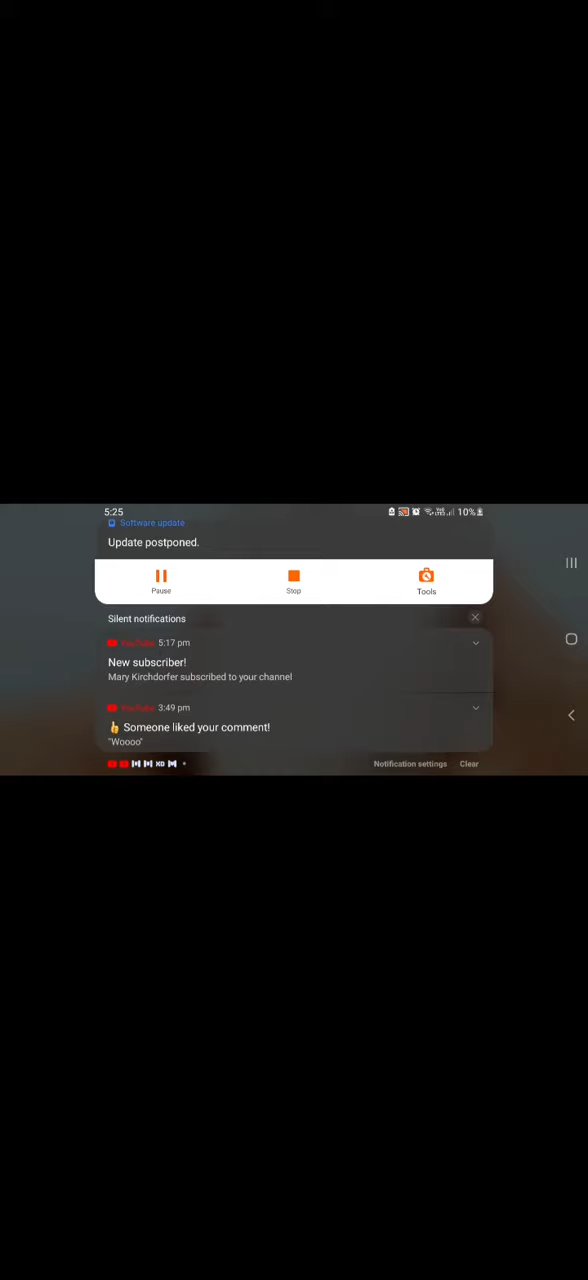 5:25
10%
Software update
Update postponed.
Pause
Stop
Tools
Silent notifications
YouTube 5:17 pm
New subscriber!
Mary Kirchdorfer subscribed to your channel
YouTube 3:49 pm
👍 Someone liked your comment!
"Woooo"
XD
Notification settings
Clear